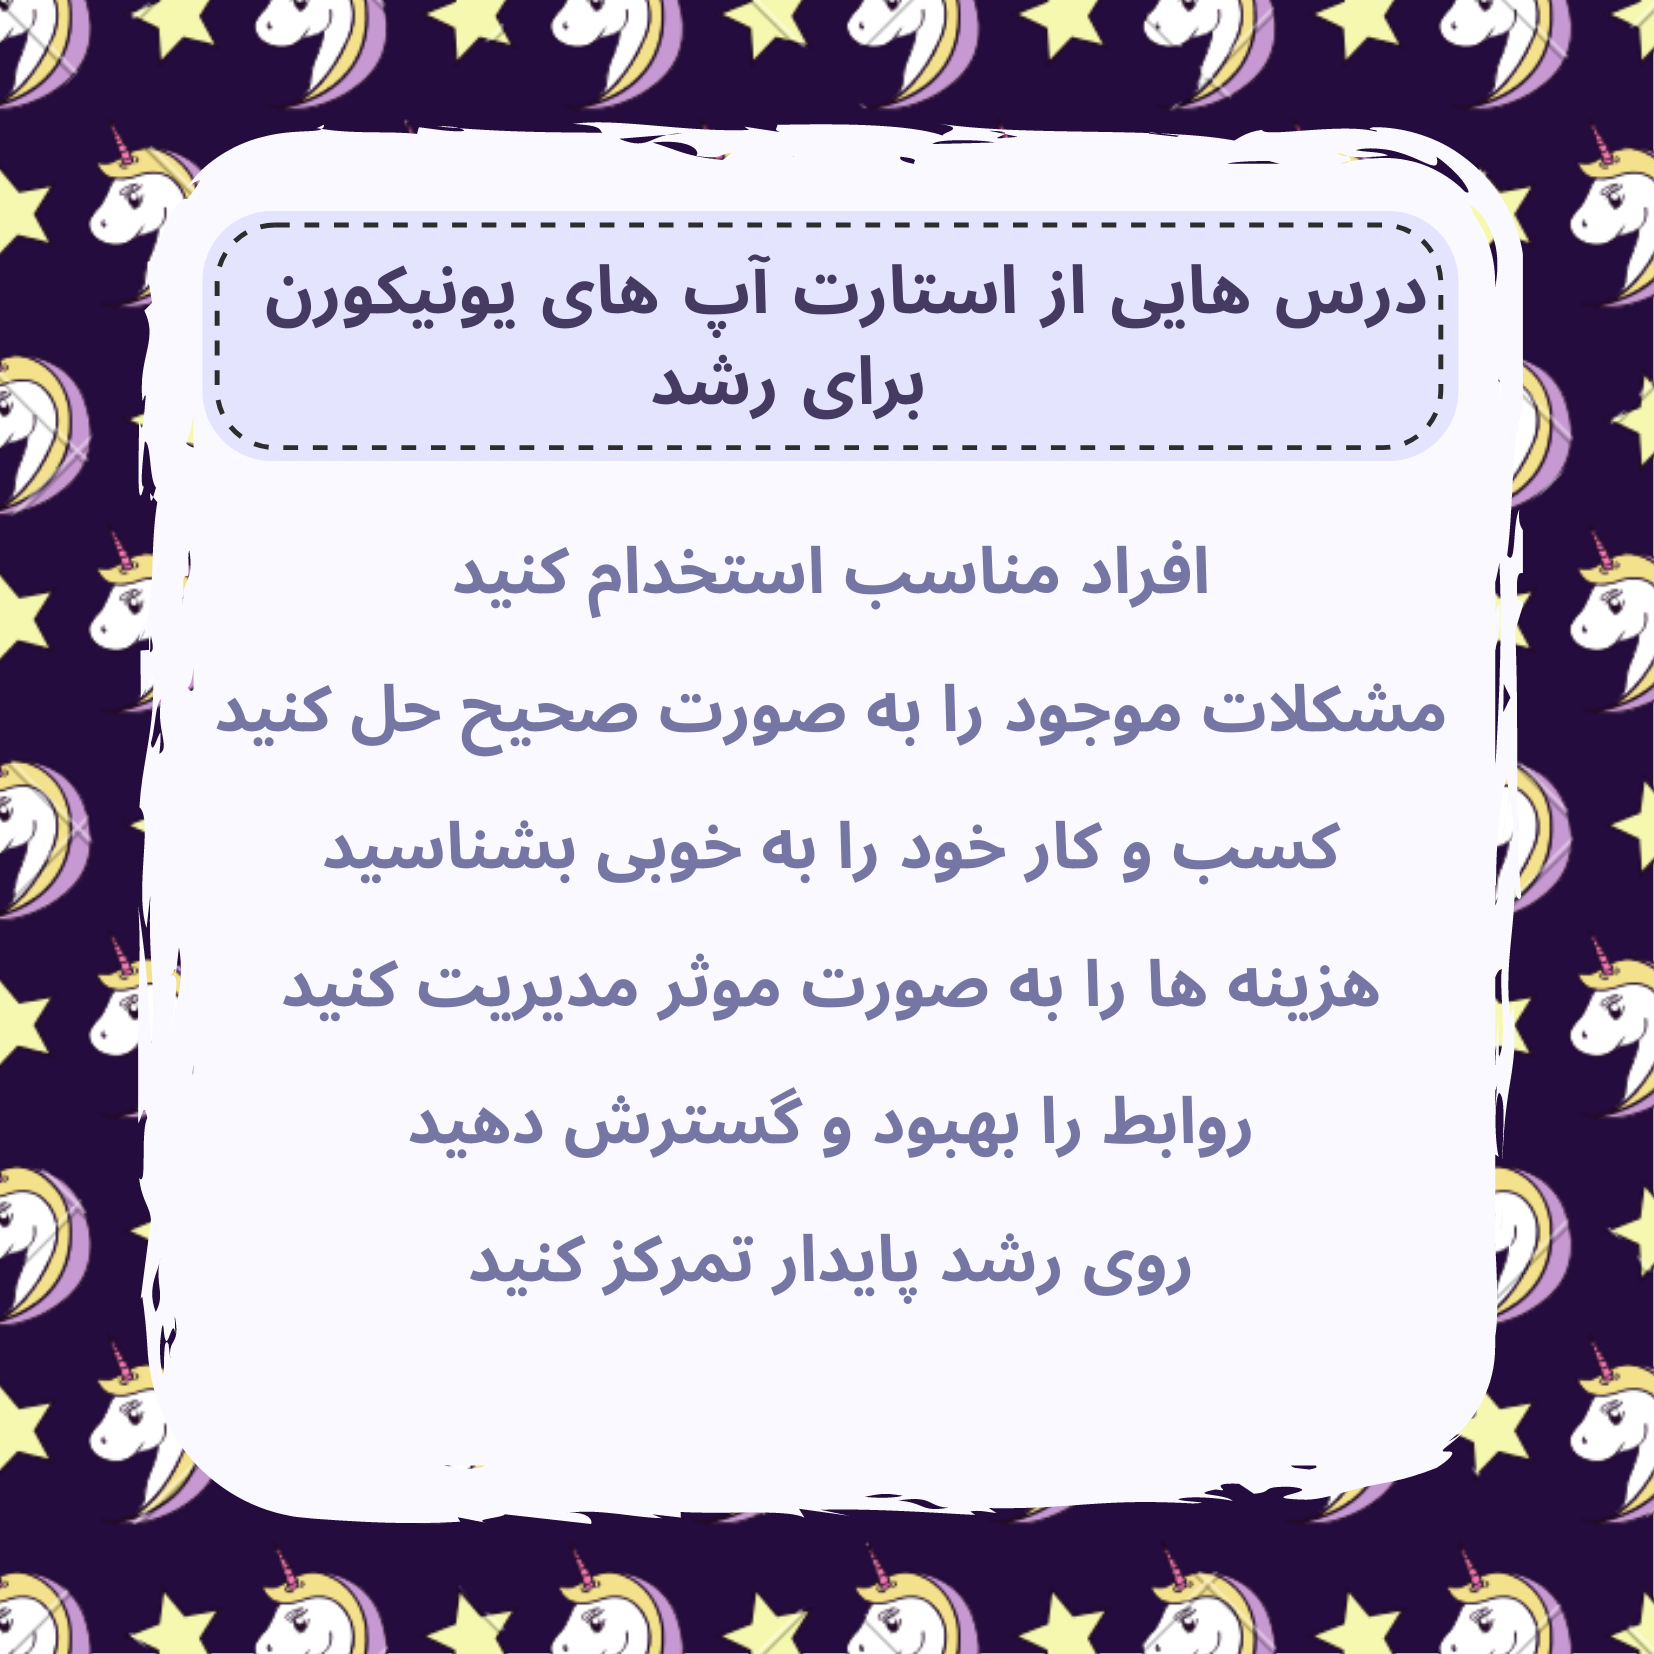 درس هایی از استارت آپ های یونیکورن
برای رشد
افراد مناسب استخدام کنید
مشکلات موجود را به صورت صحیح حل کنید
کسب و کار خود را به خوبی بشناسید
هزینه ها را به صورت موثر مدیریت کنید
روابط را بهبود و گسترش دهید
روی رشد پایدار تمرکز کنید